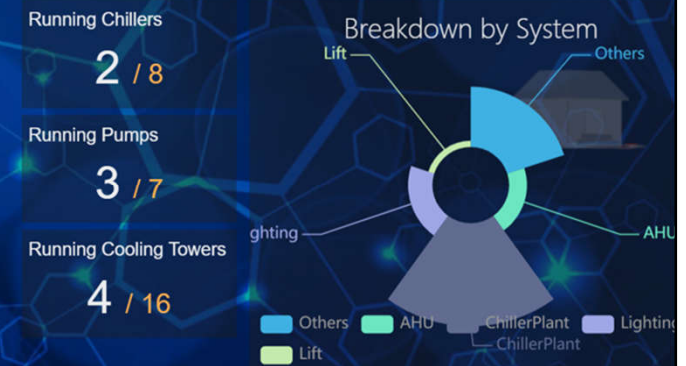 Running Chillers
2 / 8
Running Pumps
3 / 7
Running Cooling Towers
4 / 16
Breakdown by System
Lift
Others
ghting
AHU
Others
AHU
ChillerPlant
Lighting
ChillerPlant
Lift